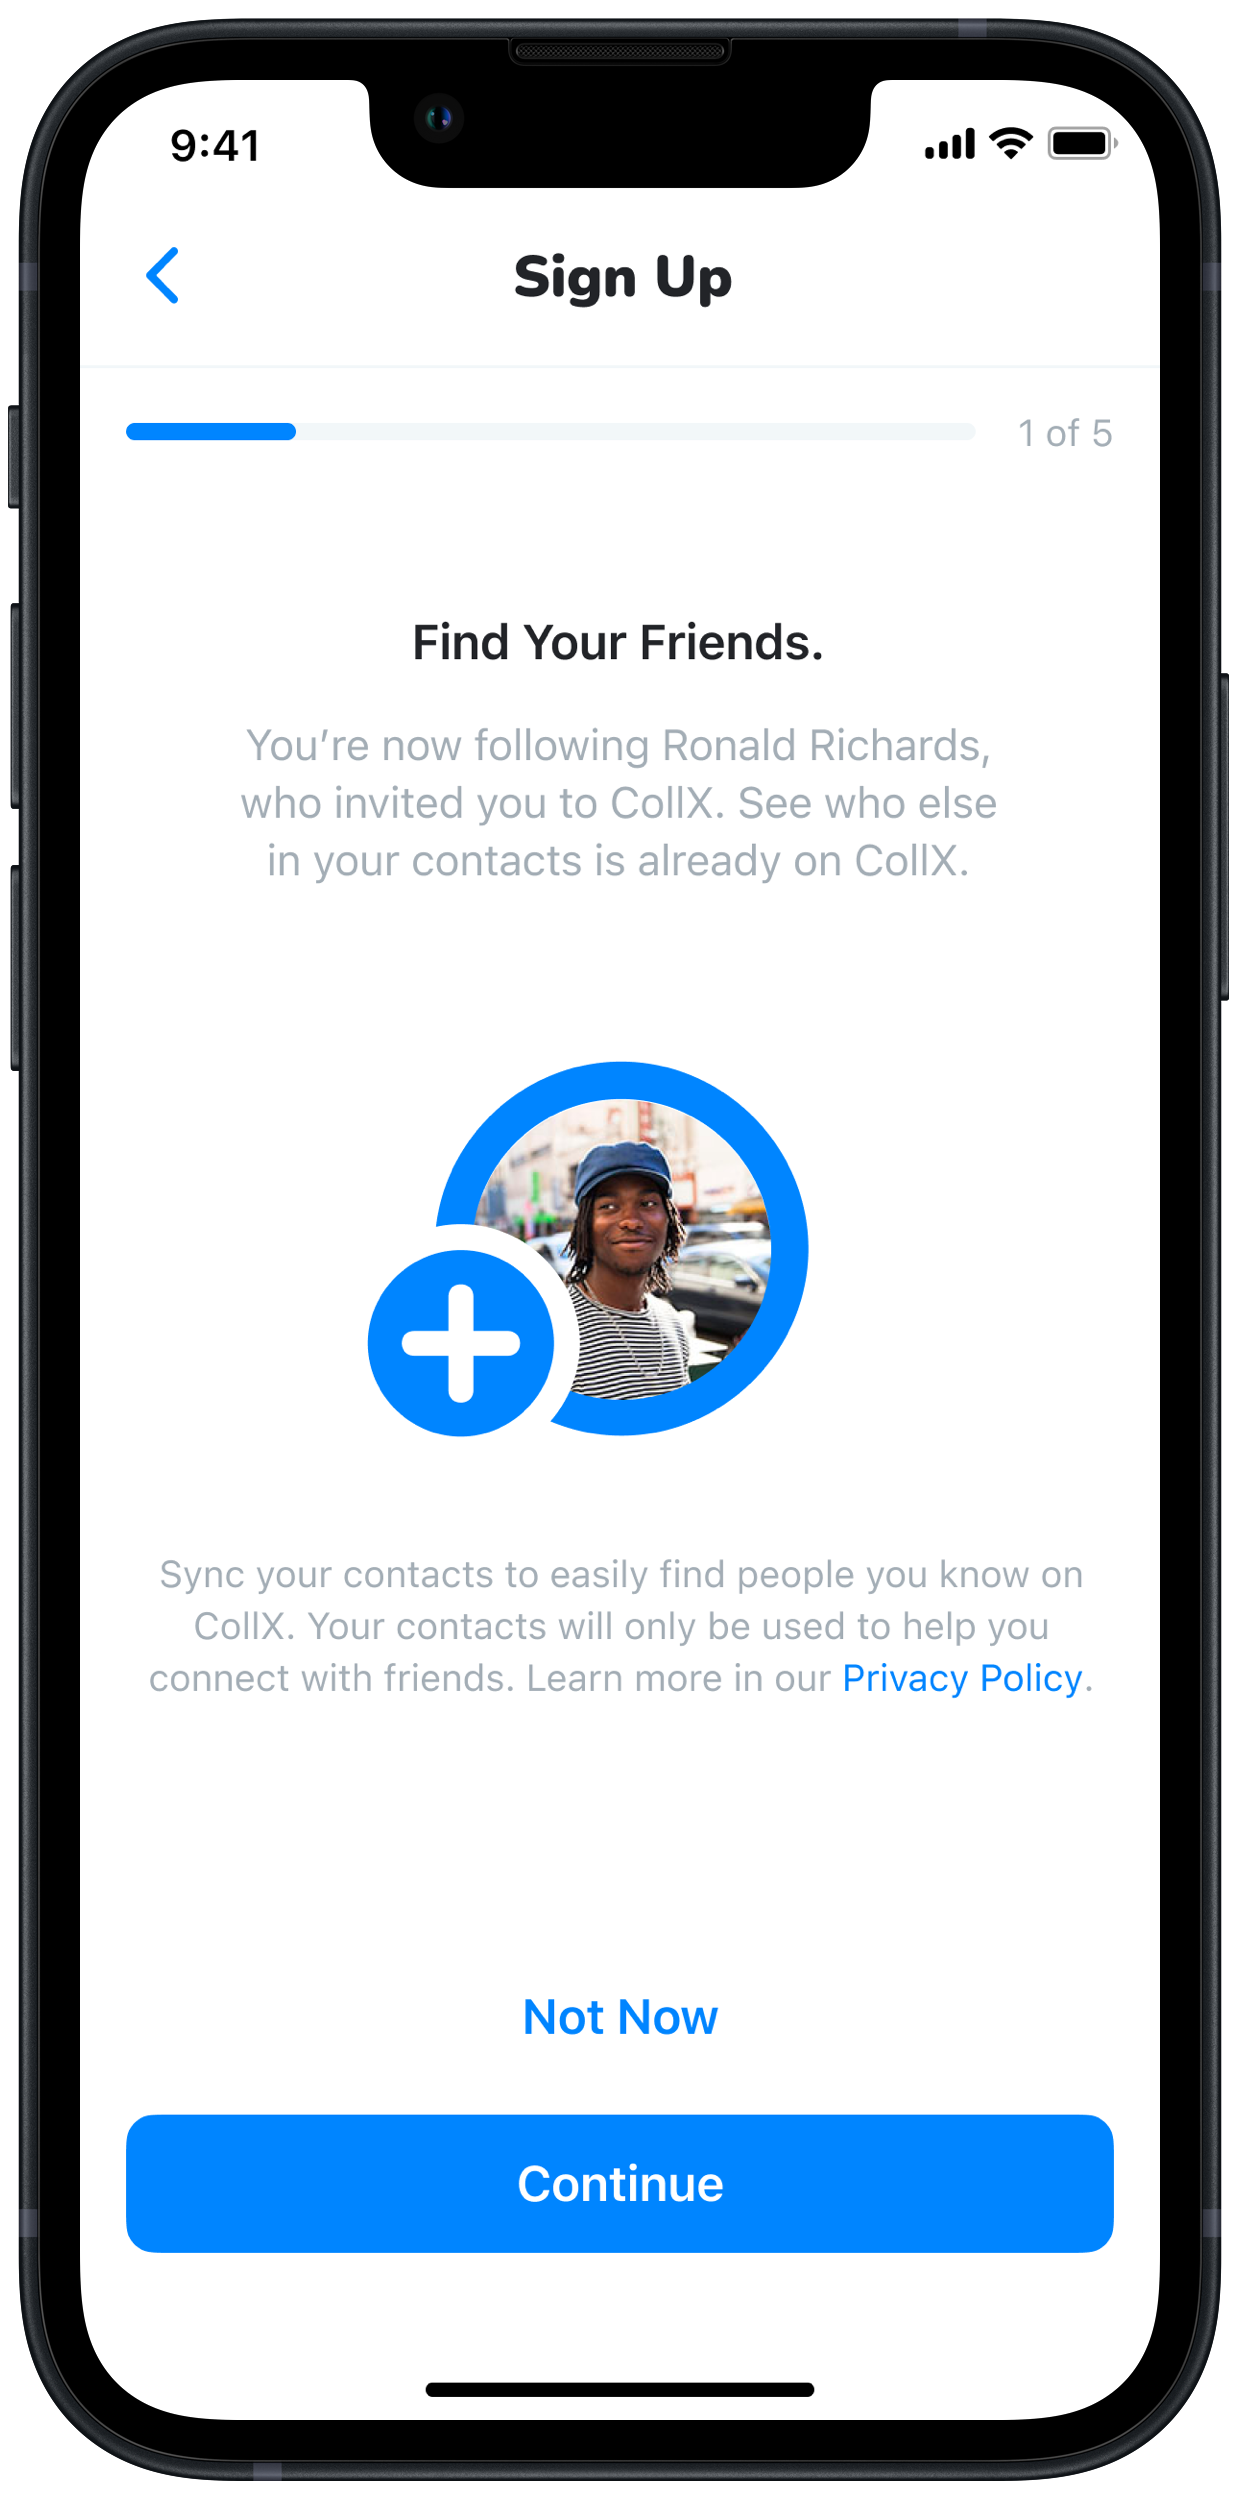 9:41
Sign Up
1 of 5
Find Your Friends.
You’re now following Ronald Richards,
who invited you to CollX. See who else
in your contacts is already on CollX.
Sync your contacts to easily find people you know on
CollX. Your contacts will only be used to help you
connect with friends. Learn more in our Privacy Policy.
Not Now
Continue